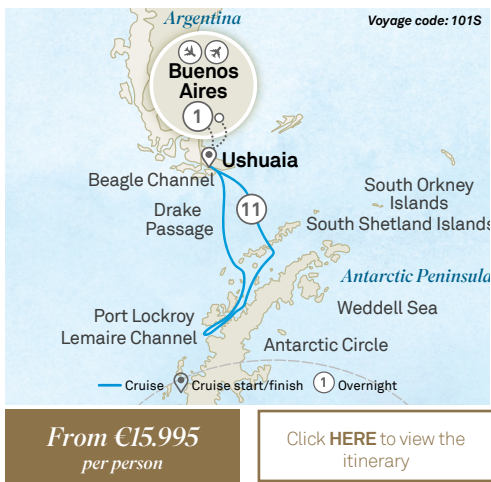 Argentina
Voyage code: 101S
Buenos
Aires
1
Ushuaia
Beagle Channel
Drake
Passage
11
South Orkney
Islands
South Shetland Islands
Antarctic Peninsula
Weddell Sea
Port Lockroy
Lemaire Channel
Antarctic Circle
Cruise Cruise start/finish 1 Overnight
From €15.995
per person
Click HERE to view the
itinerary